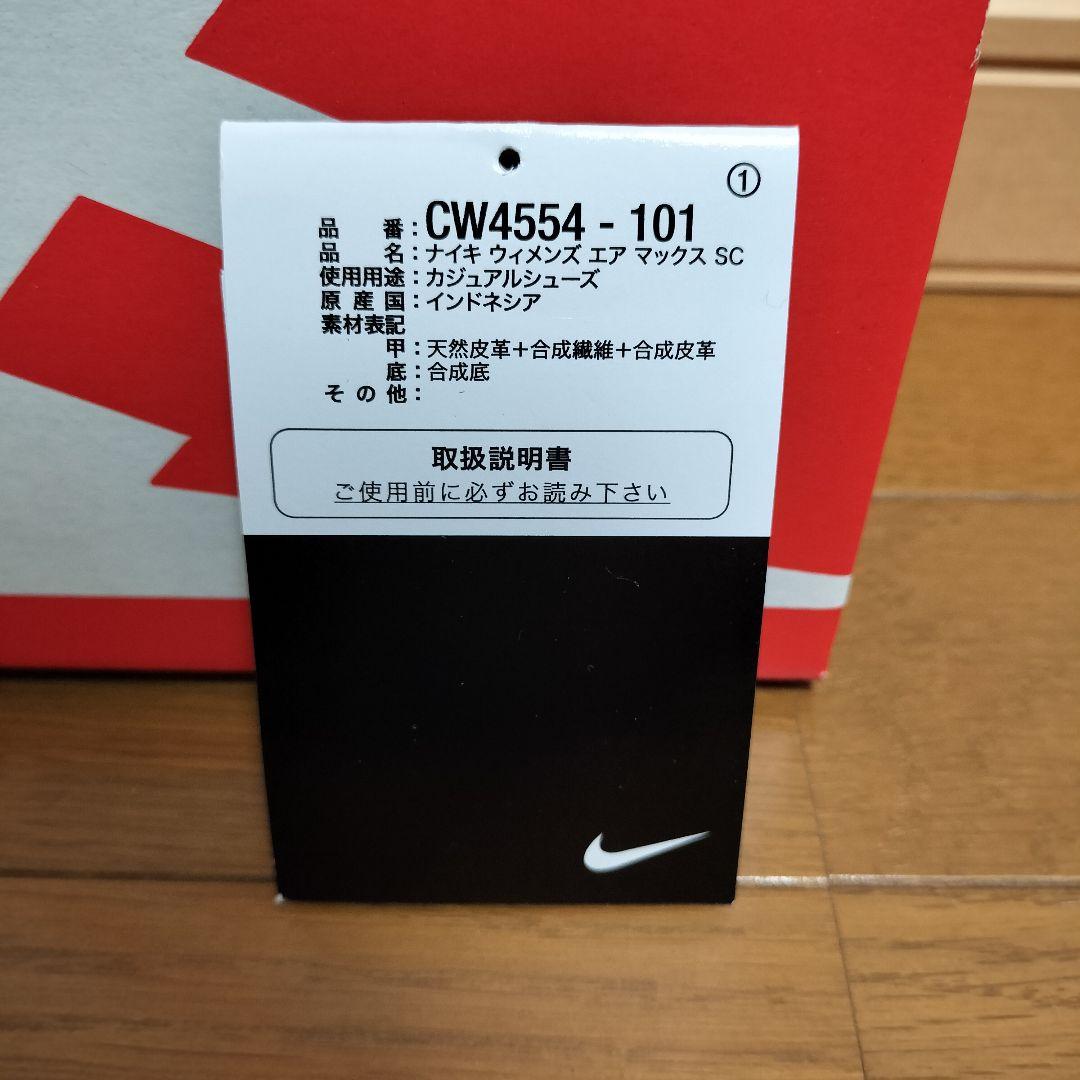 ①
品番：CW4554 - 101
品名：ナイキ ウィメンズ エア マックス SC
使用用途：カジュアルシューズ
原産国：インドネシア
素材表記
甲：天然皮革＋合成繊維＋合成皮革
底：合成底
その他：
取扱説明書
ご使用前に必ずお読み下さい